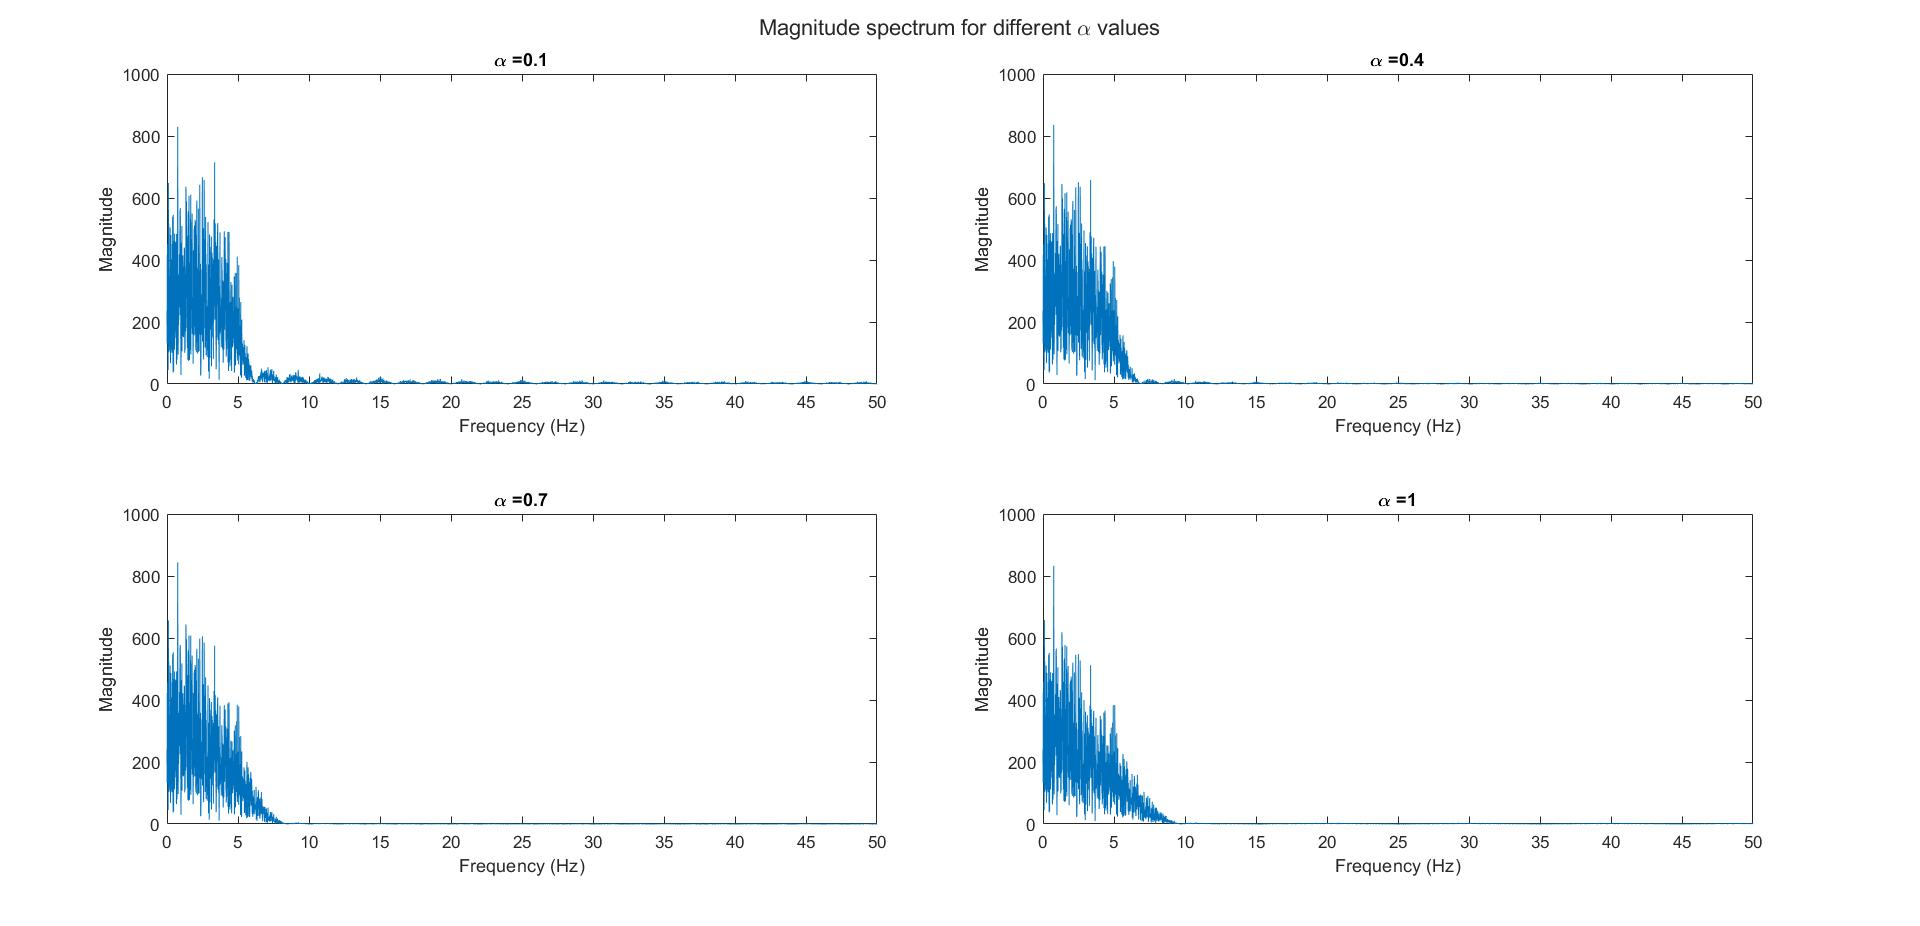 Magnitude spectrum for different α values
α =0.1
1000
800
600
400
200
0
Magnitude
0 5 10 15 20 25 30 35 40 45 50
Frequency (Hz)
α =0.4
1000
800
600
400
200
0
Magnitude
0 5 10 15 20 25 30 35 40 45 50
Frequency (Hz)
α =0.7
1000
800
600
400
200
0
Magnitude
0 5 10 15 20 25 30 35 40 45 50
Frequency (Hz)
α =1
1000
800
600
400
200
0
Magnitude
0 5 10 15 20 25 30 35 40 45 50
Frequency (Hz)